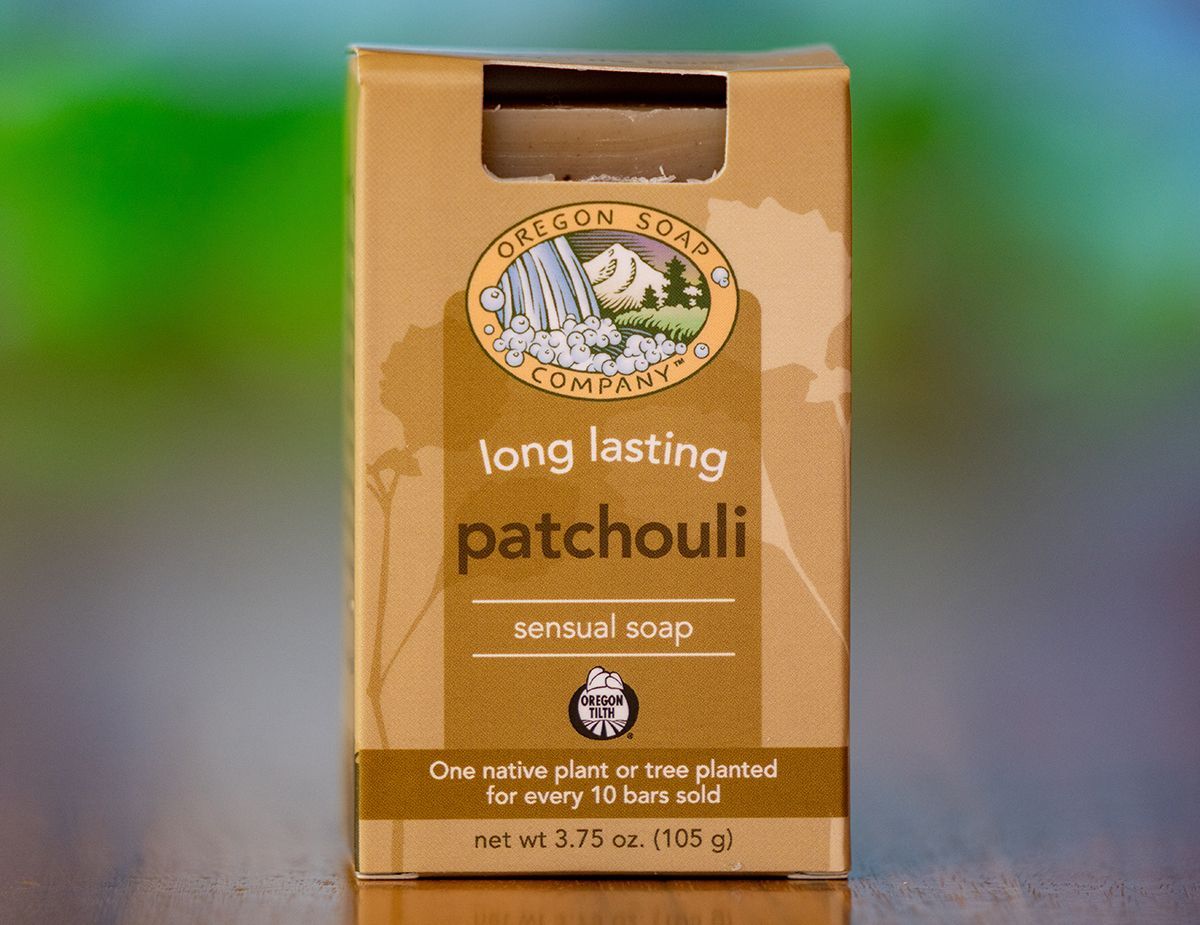 OREGON SOAP
COMPANY™
long lasting
patchouli
sensual soap
OREGON
TILTH
®
One native plant or tree planted
for every 10 bars sold
net wt 3.75 oz. (105 g)